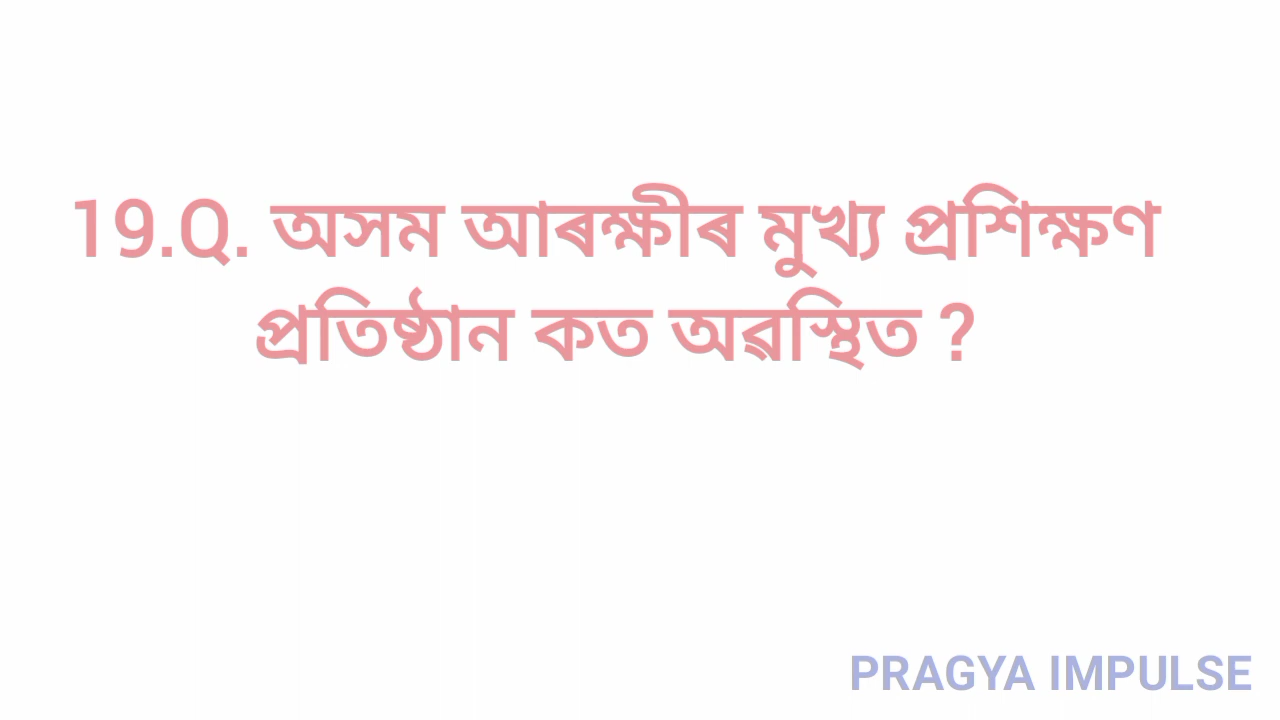 19.Q. অসম আৰক্ষীৰ মুখ্য প্ৰশিক্ষণ
প্ৰতিষ্ঠান কত অৱস্থিত ?
PRAGYA IMPULSE